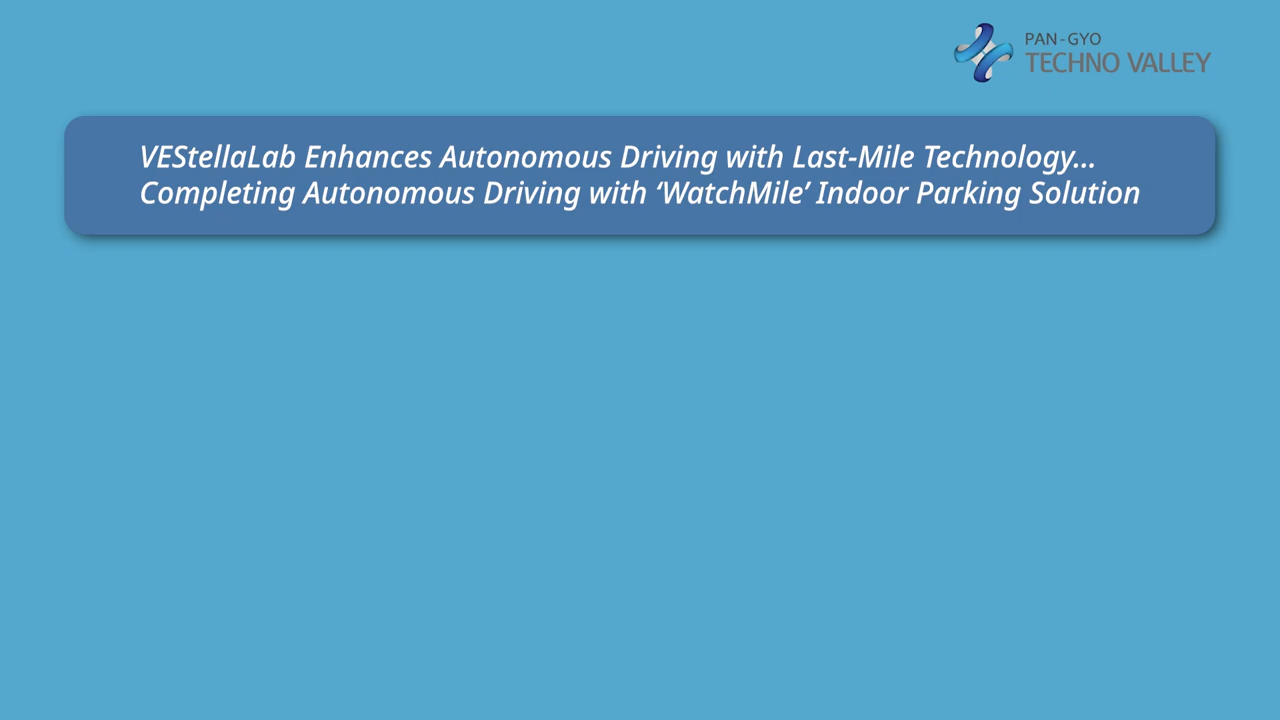 PAN-GYO
TECHNO VALLEY
VEStellaLab Enhances Autonomous Driving with Last-Mile Technology...
Completing Autonomous Driving with ‘WatchMile’ Indoor Parking Solution